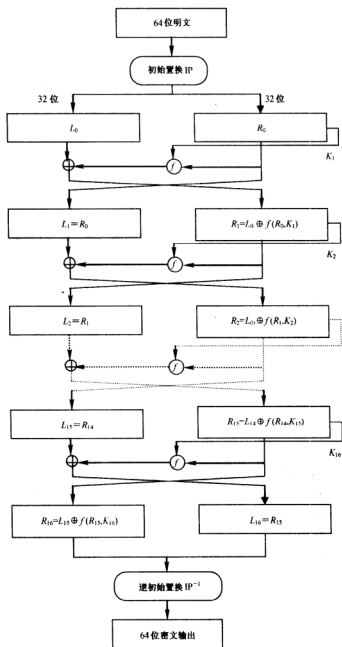 64位明文
初始置换 IP
32 位 32 位
L₀ R₀
⊕ f K₁
L₁=R₀ R₁=L₀ ⊕ f(R₀,K₁)
⊕ f K₂
L₂=R₁ R₂=L₀₁ ⊕ f(R₁,K₂)
⊕ f
L₁₅=R₁₄ R₁₅=L₁₄ ⊕ f(R₁₄,K₁₅)
⊕ f K₁₆
R₁₆=L₁₅ ⊕ f(R₁₅,K₁₆) L₁₆=R₁₅
逆初始置换 IP⁻¹
64位密文输出